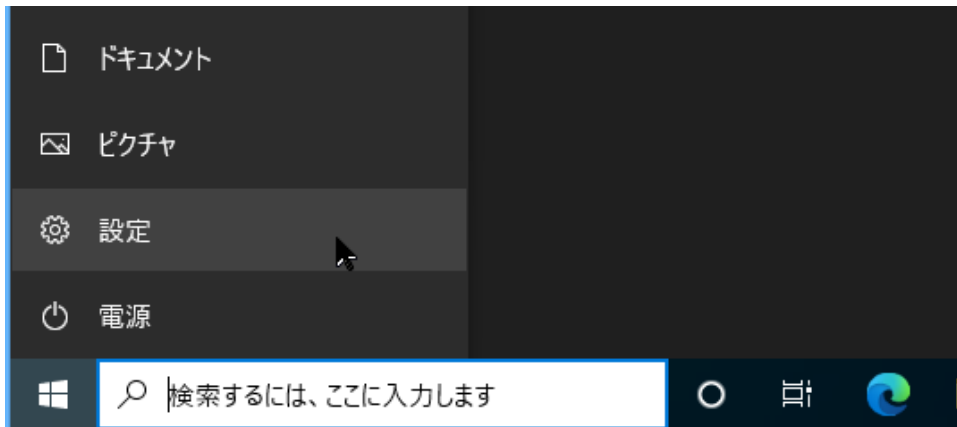 ドキュメント
ピクチャ
設定
電源
検索するには、ここに入力します